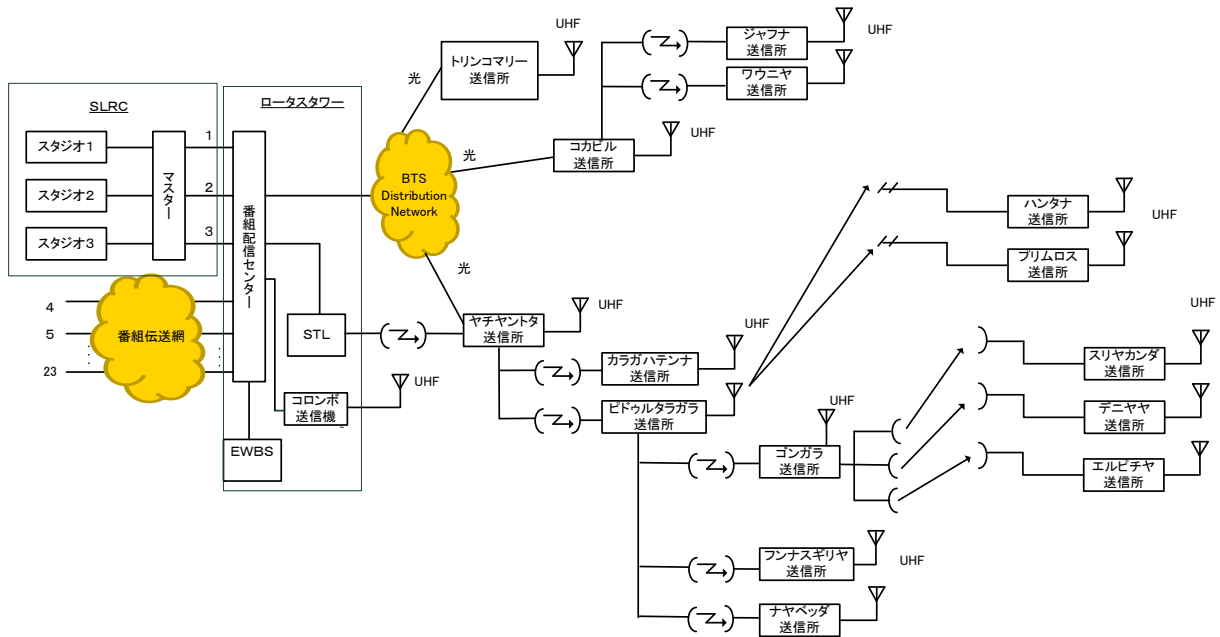 SLRC
スタジオ1
スタジオ2
スタジオ3
マスター
1
2
3
4
5
23
番組伝送網
ロータスタワー
番組配信センター
STL
コロンボ
送信機
UHF
EWBS
BTS
Distribution
Network
光
光
光
トリンコマリー
送信所
UHF
コカビル
送信所
UHF
ジャフナ
送信所
UHF
ワウニヤ
送信所
ヤチヤントタ
送信所
UHF
カラガハテンナ
送信所
UHF
ピドゥルタラガラ
送信所
ハンタナ
送信所
UHF
プリムロス
送信所
ゴンガラ
送信所
UHF
UHF
スリヤカンダ
送信所
デニヤヤ
送信所
エルピチヤ
送信所
フンナスギリヤ
送信所
UHF
ナヤベッダ
送信所